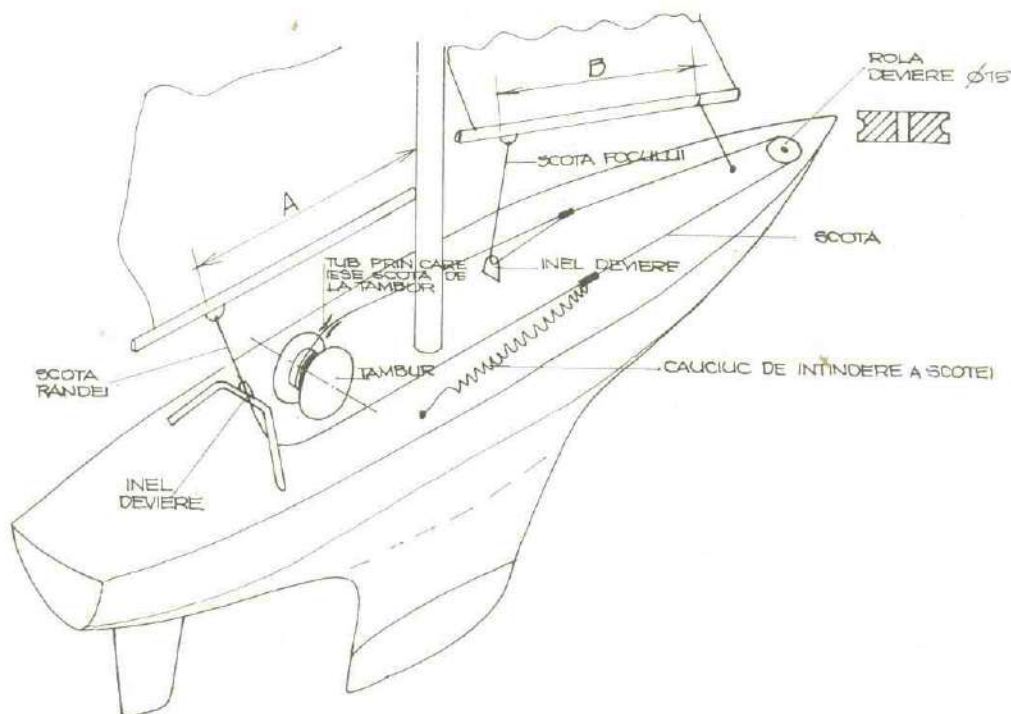 ROLA
DEVIERE Ø15
B
SCOTA FOCULUI
A
SCOTA
TUB PRIN CARE
IESE SCOTA DE
LA TAMBUR
INEL DEVIERE
SCOTA
RANDEI
TAMBUR
CAUCIUC DE INTINDERE A SCOTEI
INEL
DEVIERE